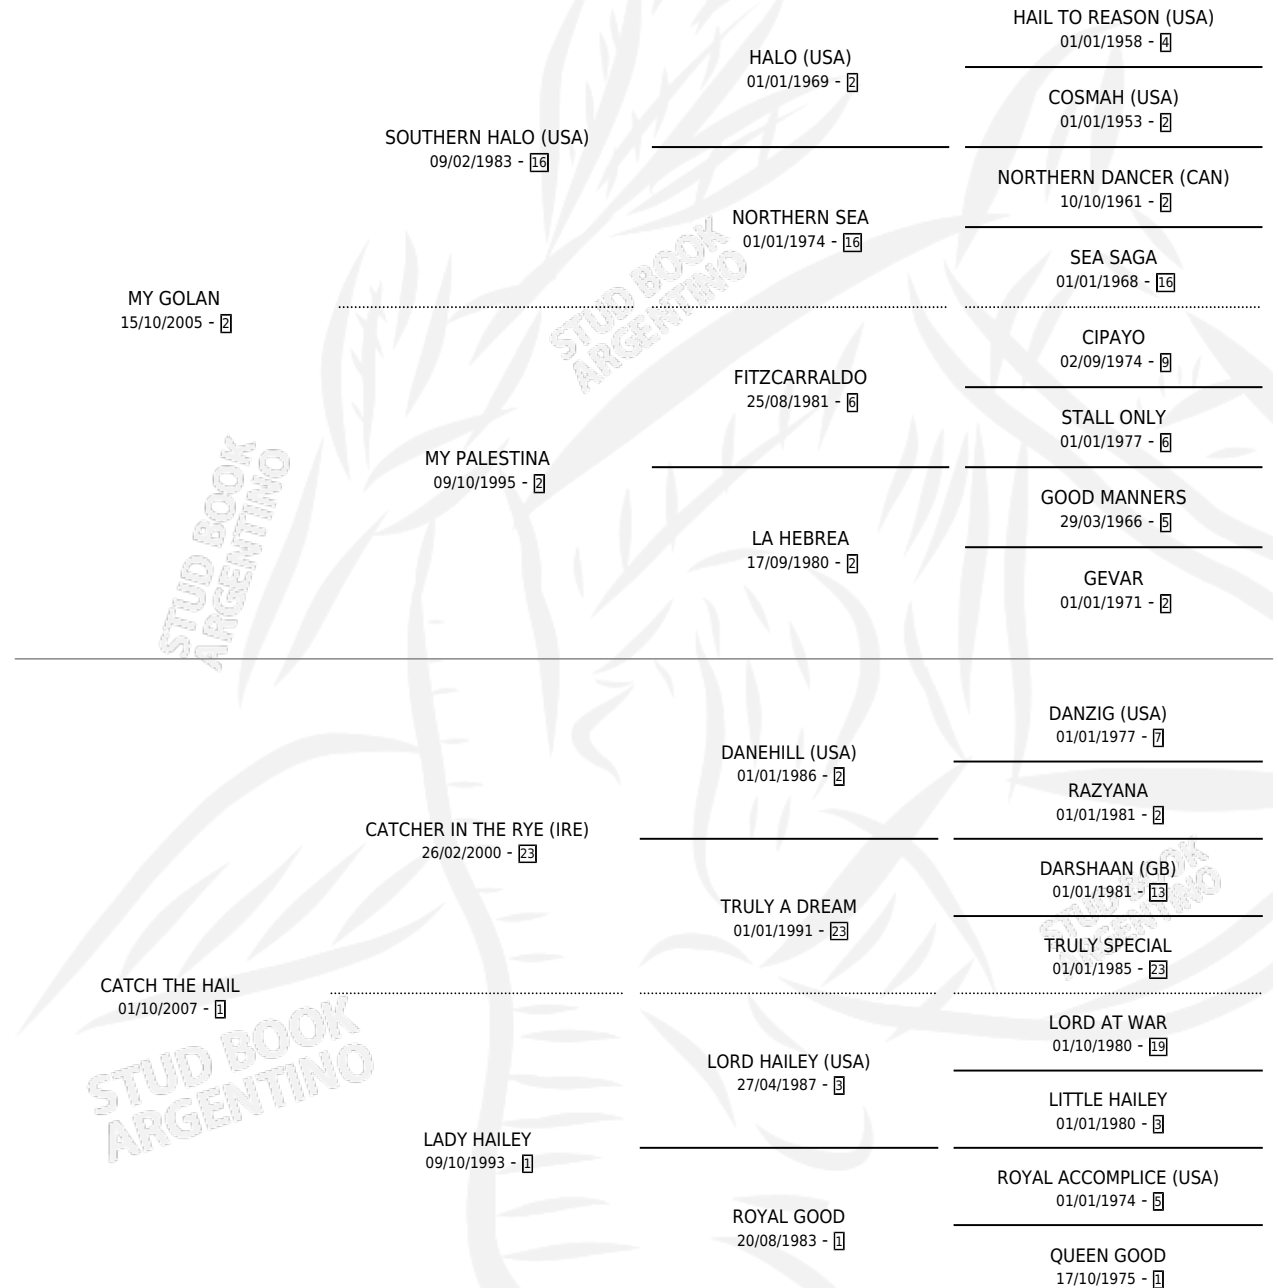 HAIL TO REASON (USA)
01/01/1958 - 4
HALO (USA)
01/01/1969 - 2
COSMAH (USA)
01/01/1953 - 2
SOUTHERN HALO (USA)
09/02/1983 - 16
NORTHERN DANCER (CAN)
10/10/1961 - 2
NORTHERN SEA
01/01/1974 - 16
SEA SAGA
01/01/1968 - 16
MY GOLAN
15/10/2005 - 2
CIPAYO
02/09/1974 - 9
FITZCARRALDO
25/08/1981 - 6
STALL ONLY
01/01/1977 - 6
MY PALESTINA
09/10/1995 - 2
GOOD MANNERS
29/03/1966 - 5
LA HEBREA
17/09/1980 - 2
GEVAR
01/01/1971 - 2
STUD BOOK
ARGENTINO
STUD BOOK
ARGENTINO
DANZIG (USA)
01/01/1977 - 7
DANEHILL (USA)
01/01/1986 - 2
RAZYANA
01/01/1981 - 2
CATCHER IN THE RYE (IRE)
26/02/2000 - 23
DARSHAAN (GB)
01/01/1981 - 13
TRULY A DREAM
01/01/1991 - 23
TRULY SPECIAL
01/01/1985 - 23
STUD BOOK
ARGENTINO
CATCH THE HAIL
01/10/2007 - 1
LORD AT WAR
01/10/1980 - 19
LORD HAILEY (USA)
27/04/1987 - 3
LITTLE HAILEY
01/01/1980 - 3
STUD BOOK
ARGENTINO
LADY HAILEY
09/10/1993 - 1
ROYAL ACCOMPLICE (USA)
01/01/1974 - 5
ROYAL GOOD
20/08/1983 - 1
QUEEN GOOD
17/10/1975 - 1